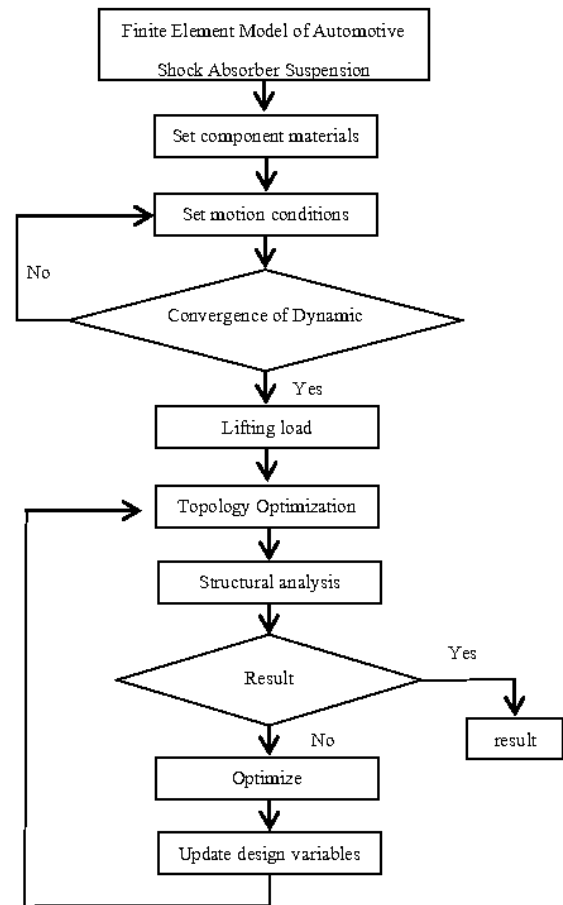 Finite Element Model of Automotive
Shock Absorber Suspension
Set component materials
Set motion conditions
No
Convergence of Dynamic
Yes
Lifting load
Topology Optimization
Structural analysis
Result
Yes
result
No
Optimize
Update design variables